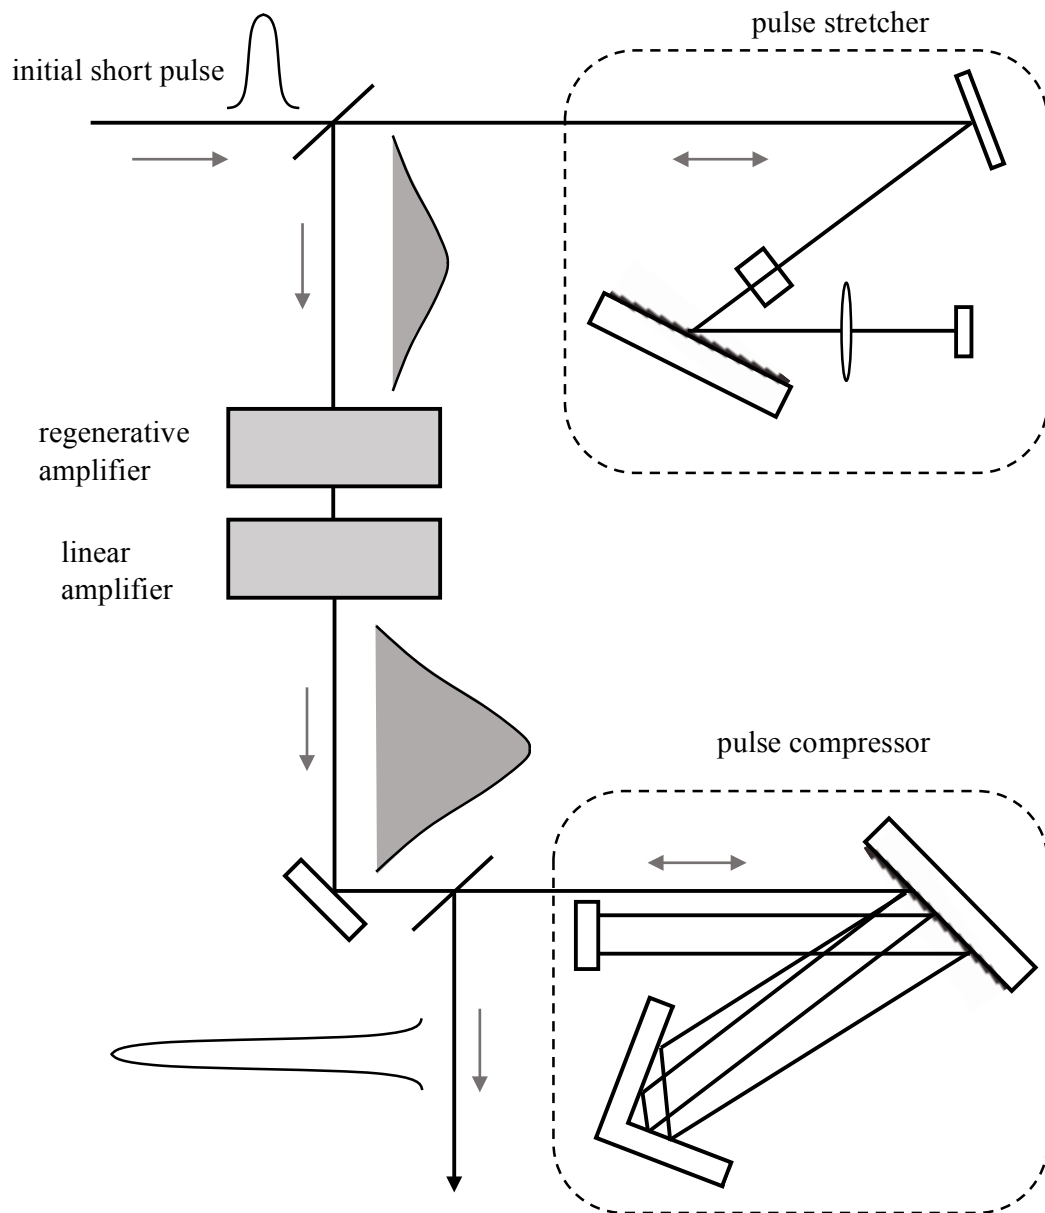 pulse stretcher
initial short pulse
regenerative
amplifier
linear
amplifier
pulse compressor